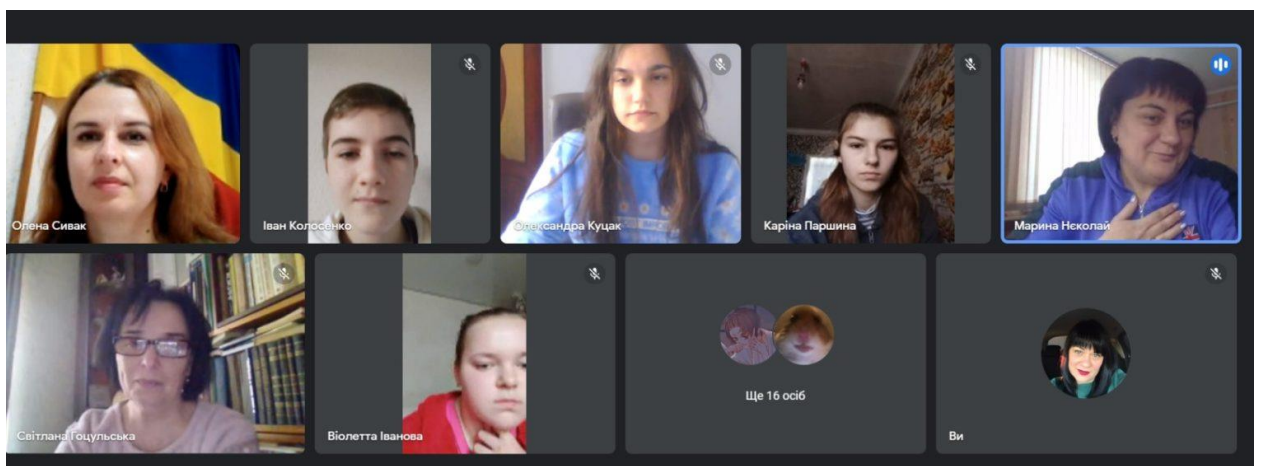 Олена Сивак
Іван Колосенко
Олександра Куцак
Каріна Паршина
Марина Нєколай
Світлана Гоцульська
Віолетта Іванова
Ще 16 осіб
Ви